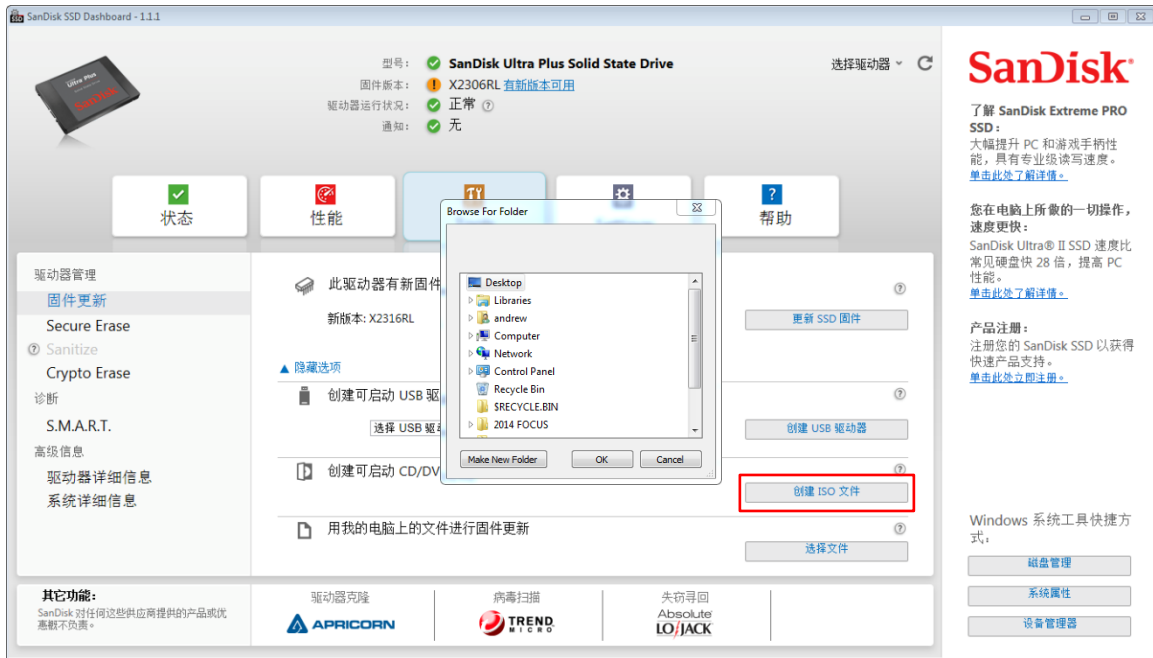 SanDisk SSD Dashboard - 1.1.1
型号: SanDisk Ultra Plus Solid State Drive
固件版本: X2306RL 有新版本可用
驱动器运行状况: 正常 ?
通知: 无
选择驱动器
状态
性能
?
帮助
驱动器管理
固件更新
Secure Erase
? Sanitize
Crypto Erase
诊断
S.M.A.R.T.
高级信息
驱动器详细信息
系统详细信息
此驱动器有新固件
?
新版本: X2316RL
更新 SSD 固件
隐藏选项
创建可启动 USB 驱
?
选择 USB
创建 USB 驱动器
创建可启动 CD/DV
?
创建 ISO 文件
用我的电脑上的文件进行固件更新
?
选择文件
Browse For Folder
Desktop
Libraries
andrew
Computer
Network
Control Panel
Recycle Bin
$RECYCLE.BIN
2014 FOCUS
Make New Folder
OK
Cancel
SanDisk
了解 SanDisk Extreme PRO
SSD:
大幅提升 PC 和游戏手柄性
能，具有专业级读写速度。
单击此处了解详情。
您在电脑上所做的一切操作，
速度更快:
SanDisk Ultra® II SSD 速度比
常见硬盘快 28 倍，提高 PC
性能。
单击此处了解详情。
产品注册:
注册您的 SanDisk SSD 以获得
快速产品支持。
单击此处立即注册。
Windows 系统工具快捷方
式:
磁盘管理
系统属性
设备管理器
其它功能:
SanDisk 对任何这些供应商提供的产品或优
惠概不负责。
驱动器克隆
APRICORN
病毒扫描
TREND
MICRO
失窃寻回
Absolute
LO/JACK